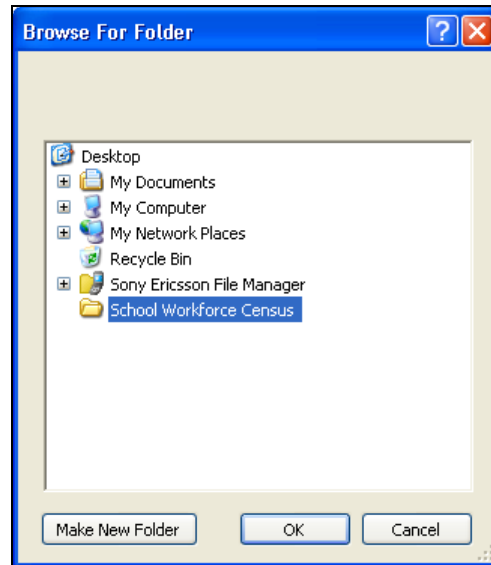 Browse For Folder
Desktop
My Documents
My Computer
My Network Places
Recycle Bin
Sony Ericsson File Manager
School Workforce Census
Make New Folder OK Cancel